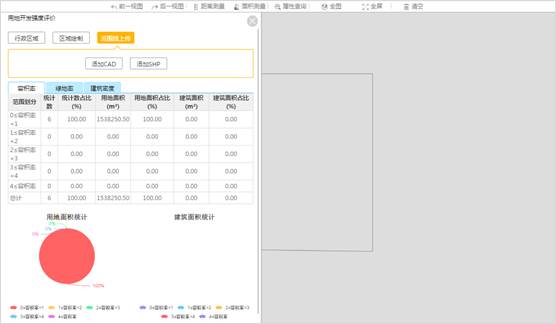 前一视图 后一视图 距离测量 面积测量 属性查询 全图 全屏 清空
用地开发强度评价
行政区域 区域绘制 范围线上传
添加CAD 添加SHP
容积率 绿地率 建筑密度
范围划分 统计数 统计数占比(%) 用地面积(m²) 用地面积占比(%) 建筑面积(m²) 建筑面积占比(%)
0≤容积率<1 6 100.00 1538250.50 100.00 0.00 0.00
1≤容积率<2 0 0.00 0.00 0.00 0.00 0.00
2≤容积率<3 0 0.00 0.00 0.00 0.00 0.00
3≤容积率<4 0 0.00 0.00 0.00 0.00 0.00
4≤容积率 0 0.00 0.00 0.00 0.00 0.00
总计 6 100.00 1538250.50 100.00 0.00 0.00
用地面积统计 建筑面积统计
0%
0%
0%
100%
0≤容积率<1 1≤容积率<2 2≤容积率<3 0≤容积率<1 1≤容积率<2 2≤容积率<3
3≤容积率<4 4≤容积率 3≤容积率<4 4≤容积率